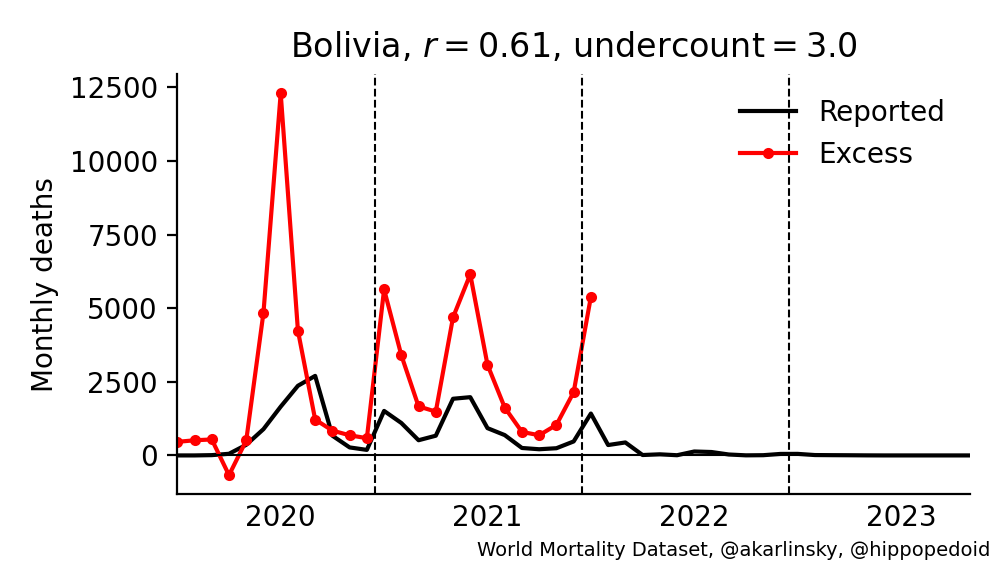 Bolivia, r = 0.61, undercount = 3.0
Monthly deaths
12500
10000
7500
5000
2500
0
Reported
Excess
2020 2021 2022 2023
World Mortality Dataset, @akarlinsky, @hippopedoid